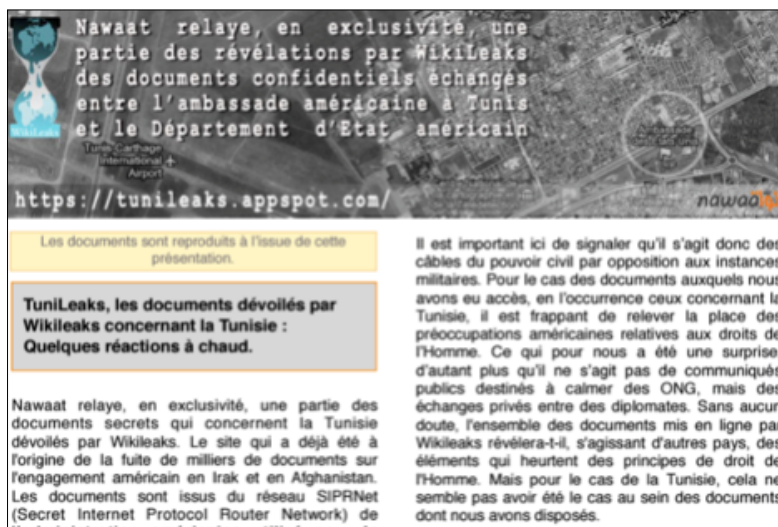 Nawaat relaye, en exclusivité, une
partie des révélations par WikiLeaks
des documents confidentiels échangés
entre l'ambassade américaine à Tunis
et le Département d'Etat américain
WikiLeaks
Tunis Carthage
International
Airport
https://tunileaks.appspot.com/
nawaat
Les documents sont reproduits à l'issue de cette
présentation.
TuniLeaks, les documents dévoilés par
Wikileaks concernant la Tunisie :
Quelques réactions à chaud.
Nawaat relaye, en exclusivité, une partie des
documents secrets qui concernent la Tunisie
dévoilés par Wikileaks. Le site qui a déjà été à
l'origine de la fuite de milliers de documents sur
l'engagement américain en Irak et en Afghanistan.
Les documents sont issus du réseau SIPRNet
(Secret Internet Protocol Router Network) de
Il est important ici de signaler qu'il s'agit donc des
câbles du pouvoir civil par opposition aux instances
militaires. Pour le cas des documents auxquels nous
avons eu accès, en l'occurrence ceux concernant la
Tunisie, il est frappant de relever la place des
préoccupations américaines relatives aux droits de
l'Homme. Ce qui pour nous a été une surprise,
d'autant plus qu'il ne s'agit pas de communiqués
publics destinés à calmer des ONG, mais des
échanges privés entre des diplomates. Sans aucun
doute, l'ensemble des documents mis en ligne par
Wikileaks révélera-t-il, s'agissant d'autres pays, des
éléments qui heurtent des principes de droit de
l'Homme. Mais pour le cas de la Tunisie, cela ne
semble pas avoir été le cas au sein des documents
dont nous avons disposés.